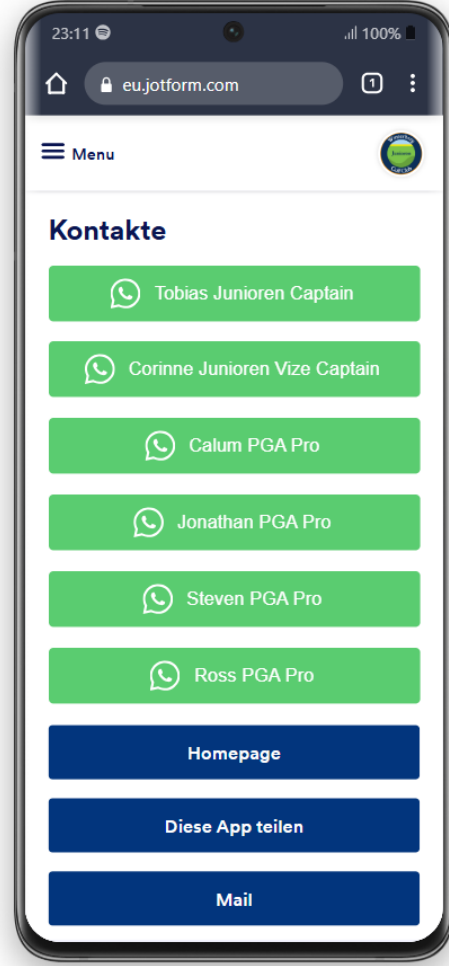 23:11
100%
eu.jotform.com
1
Menu
Kontakte
Tobias Junioren Captain
Corinne Junioren Vize Captain
Calum PGA Pro
Jonathan PGA Pro
Steven PGA Pro
Ross PGA Pro
Homepage
Diese App teilen
Mail